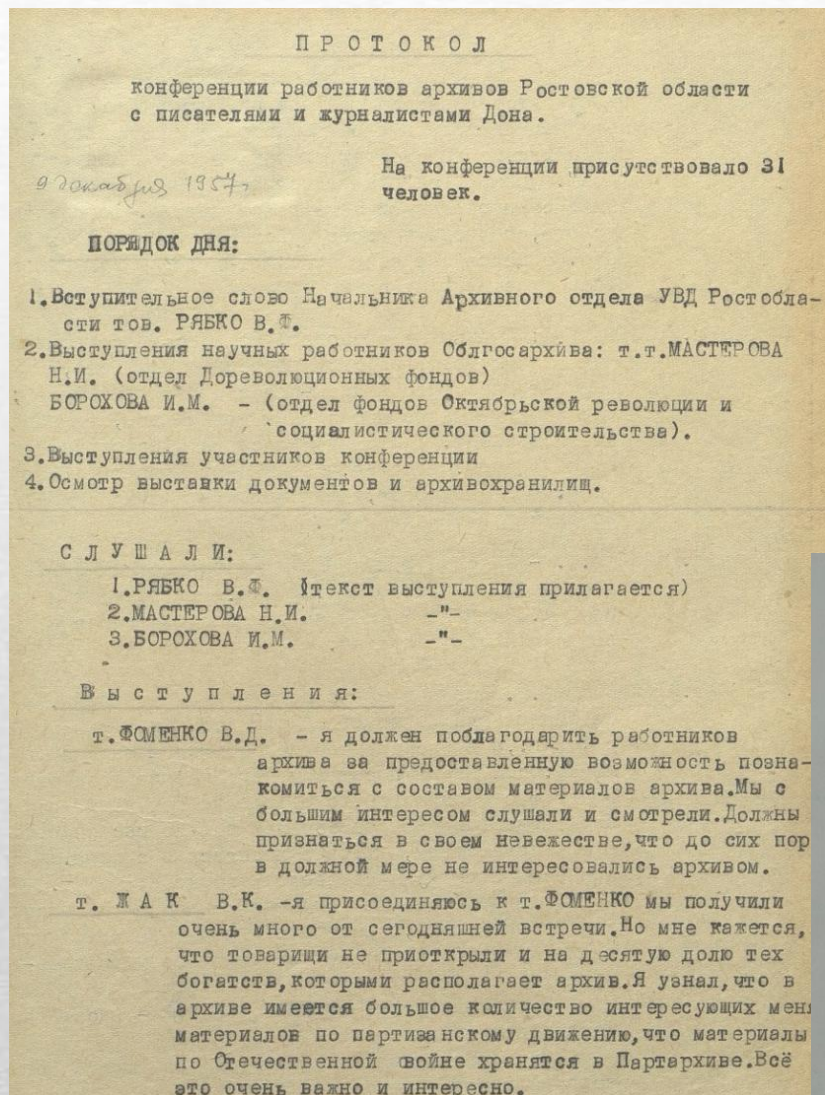 ПРОТОКОЛ
конференции работников архивов Ростовской области
с писателями и журналистами Дона.
На конференции присутствовало 31
9 декабря 1957г.
человек.
ПОРЯДОК ДНЯ:
1.Вступительное слово Начальника Архивного отдела УВД Ростобла-
сти тов. РЯБКО В.Ф.
2.Выступления научных работников Облгосархива: т.т.МАСТЕРОВА
Н.И. (отдел Дореволюционных фондов)
БОРОХОВА И.М. - (отдел фондов Октябрьской революции и
социалистического строительства).
3.Выступления участников конференции
4.Осмотр выставки документов и архивохранилищ.
СЛУШАЛИ:
1.РЯБКО В.Ф. (текст выступления прилагается)
2.МАСТЕРОВА Н.И. -"-
3.БОРОХОВА И.М. -"-
Выступления:
т.ФОМЕНКО В.Д. - я должен поблагодарить работников
архива за предоставленную возможность позна-
комиться с составом материалов архива.Мы с
большим интересом слушали и смотрели.Должны
признаться в своем невежестве,что до сих пор
в должной мере не интересовались архивом.
т. ЖАК В.К. -я присоединяюсь к т.ФОМЕНКО мы получили
очень много от сегодняшней встречи.Но мне кажется,
что товарищи не приоткрыли и на десятую долю тех
богатств,которыми располагает архив.Я узнал,что в
архиве имеется большое количество интересующих меня
материалов по партизанскому движению,что материалы
по Отечественной войне хранятся в Партархиве.Всё
это очень важно и интересно.